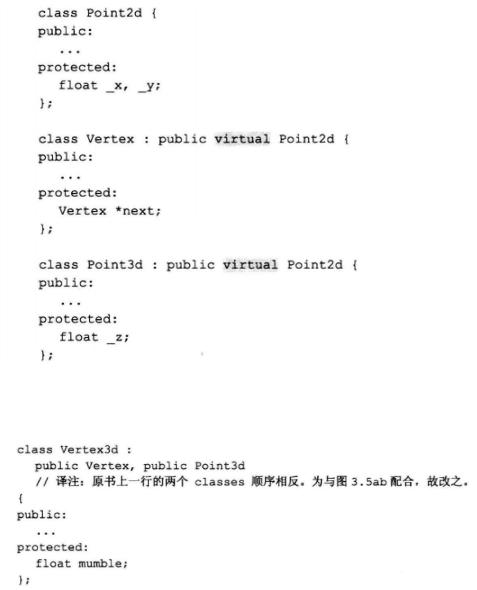 class Point2d {
public:
...
protected:
float _x, _y;
};
class Vertex : public virtual Point2d {
public:
...
protected:
Vertex *next;
};
class Point3d : public virtual Point2d {
public:
...
protected:
float _z;
};
class Vertex3d :
public Vertex, public Point3d
// 译注：原书上一行的两个 classes 顺序相反。为与图 3.5ab 配合，故改之。
{
public:
...
protected:
float mumble;
};